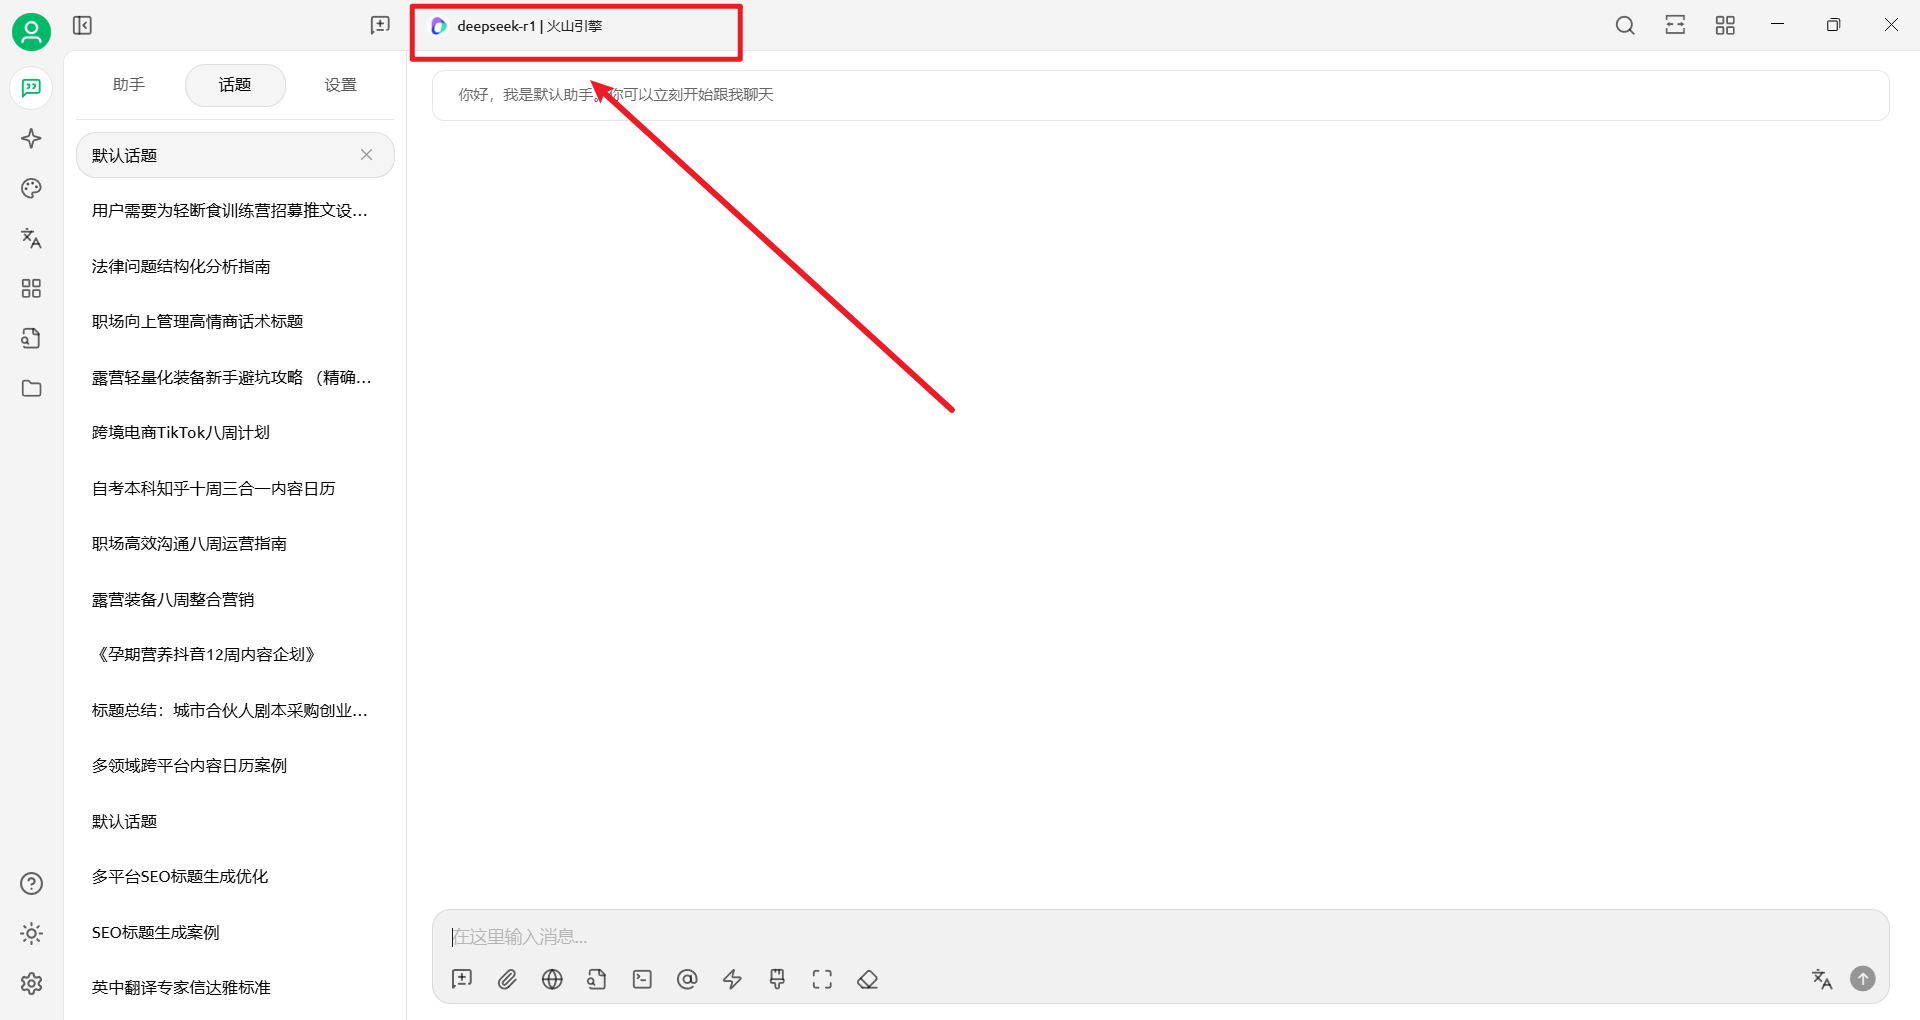 deepseek-r1 | 火山引擎
助手
话题
设置
默认话题
用户需要为轻断食训练营招募推文设...
法律问题结构化分析指南
职场向上管理高情商话术标题
露营轻量化装备新手避坑攻略 （精确...
跨境电商TikTok八周计划
自考本科知乎十周三合一内容日历
职场高效沟通八周运营指南
露营装备八周整合营销
《孕期营养抖音12周内容企划》
标题总结：城市合伙人剧本采购创业...
多领域跨平台内容日历案例
默认话题
多平台SEO标题生成优化
SEO标题生成案例
英中翻译专家信达雅标准
你好，我是默认助手。你可以立刻开始跟我聊天
在这里输入消息...